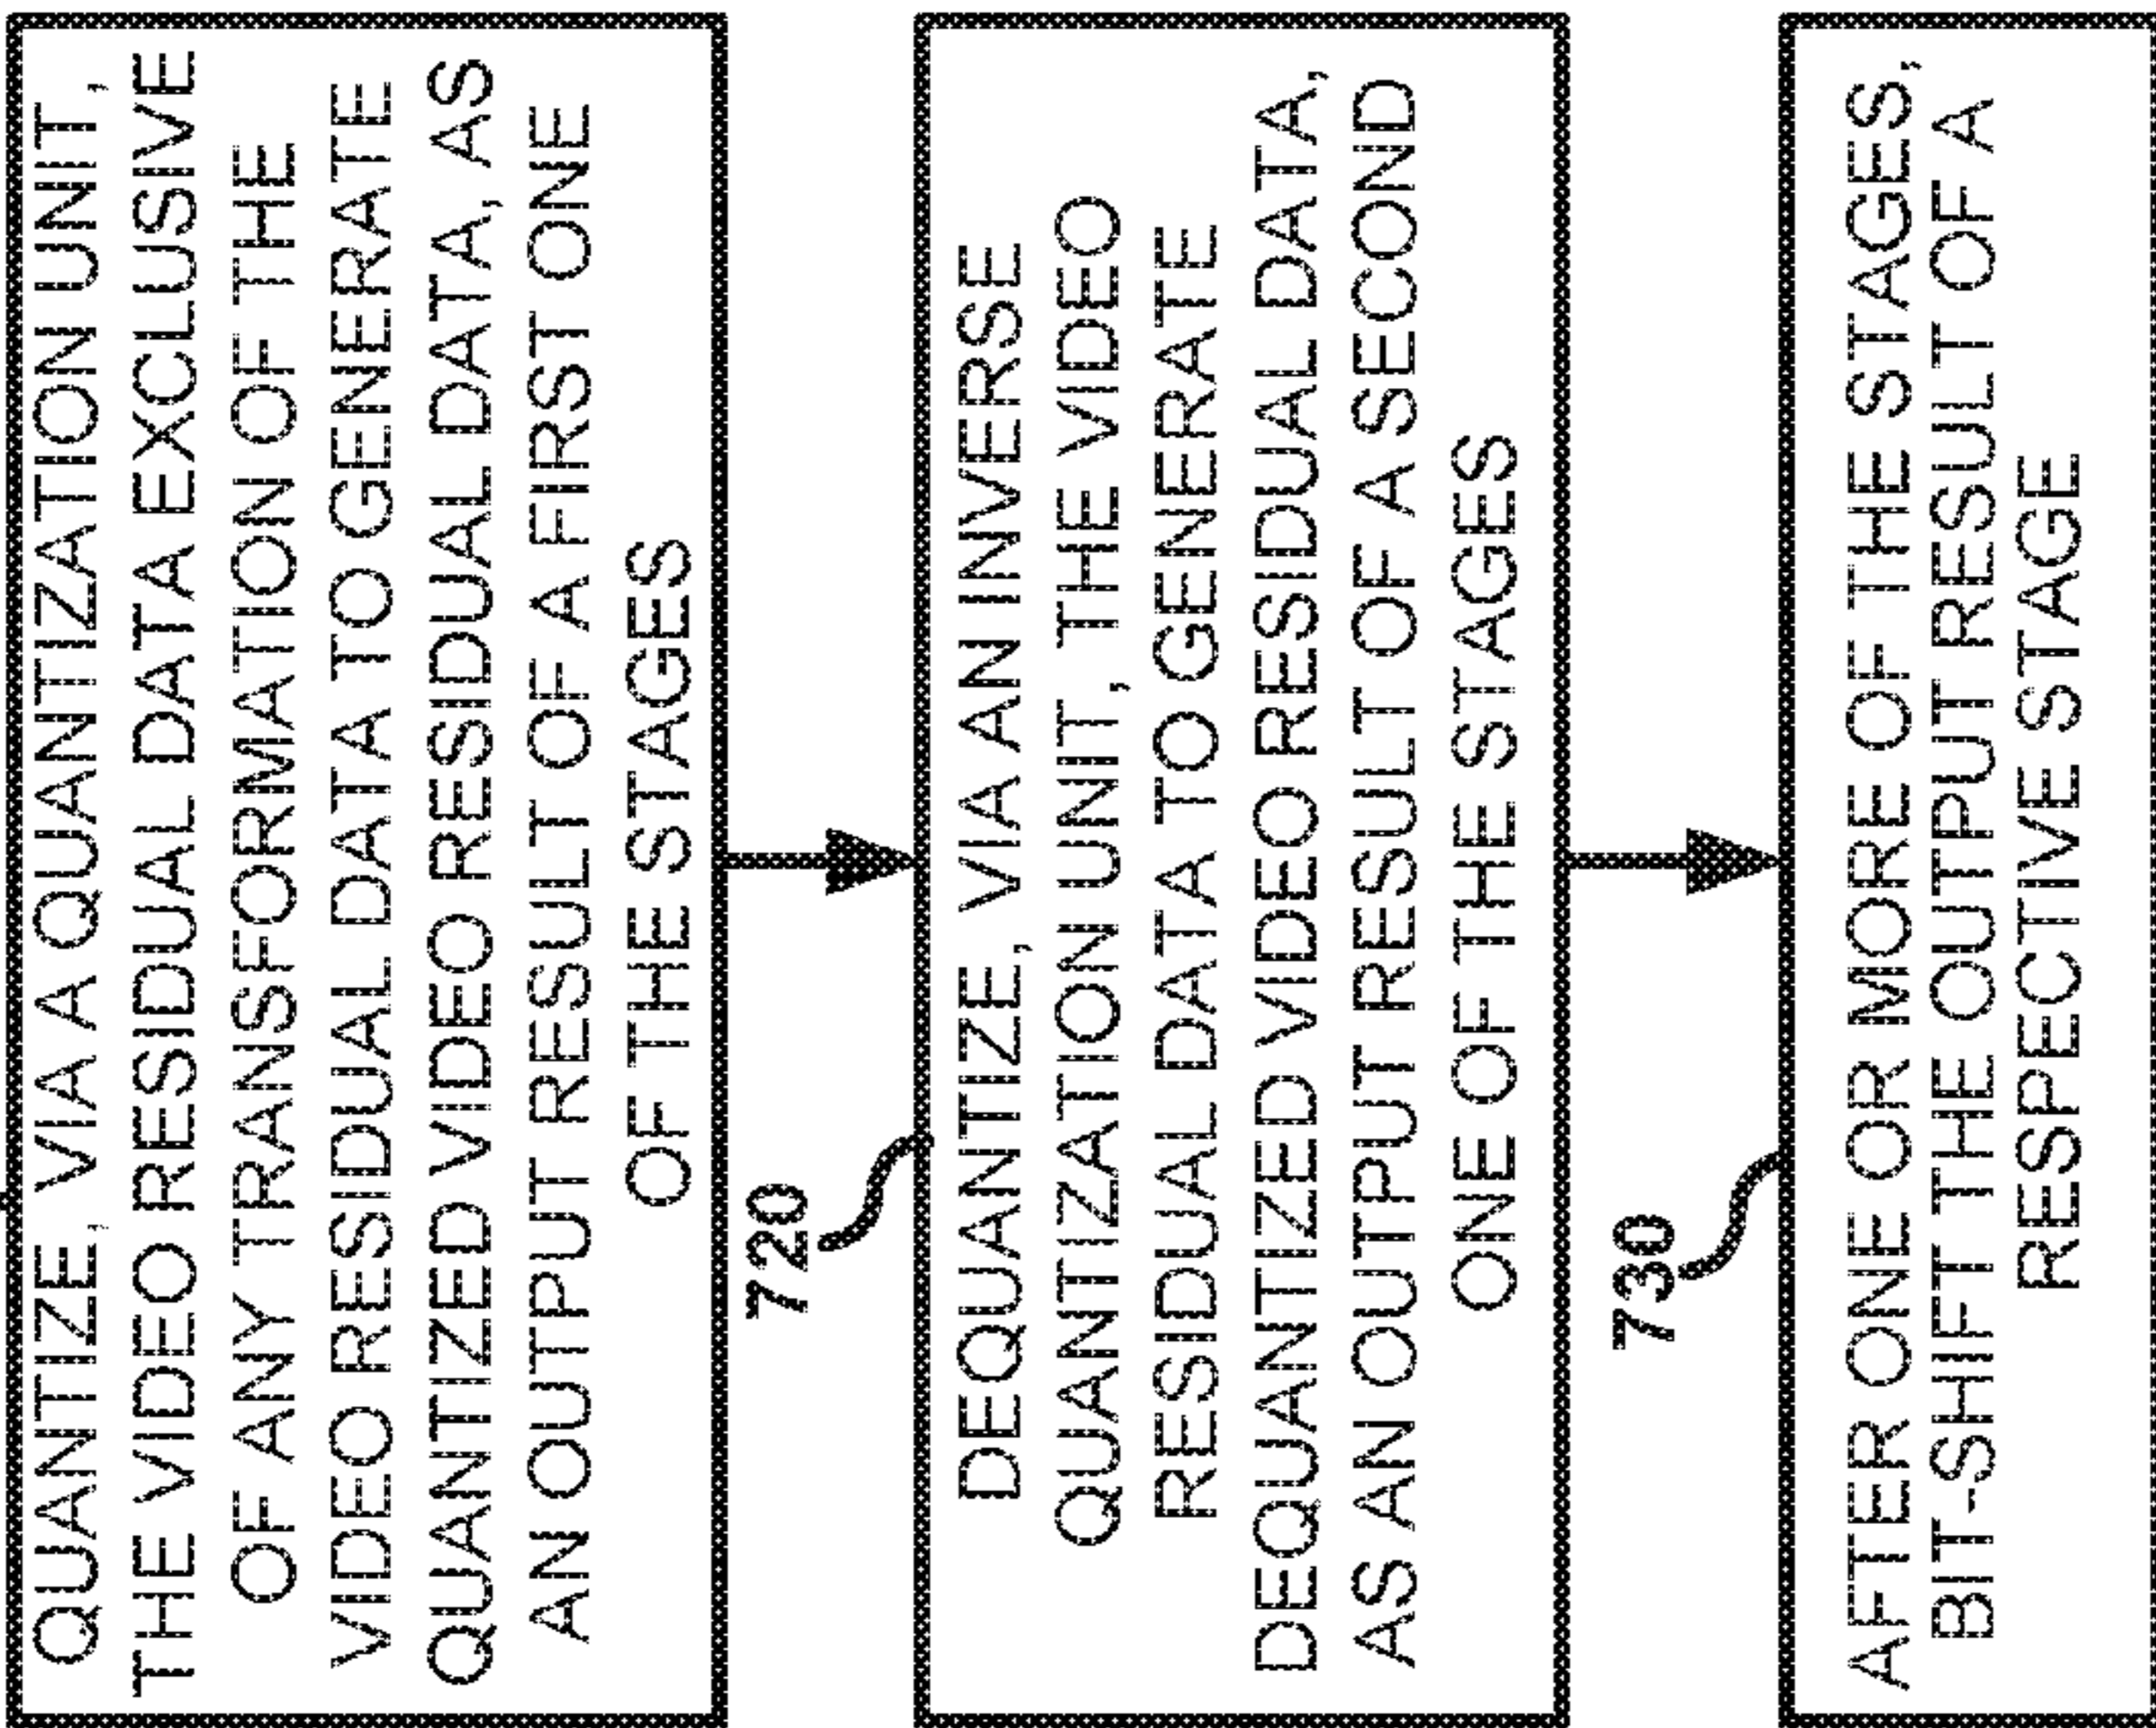 QUANTIZE, VIA A QUANTIZATION UNIT,
THE VIDEO RESIDUAL DATA EXCLUSIVE
OF ANY TRANSFORMATION OF THE
VIDEO RESIDUAL DATA TO GENERATE
QUANTIZED VIDEO RESIDUAL DATA, AS
AN OUTPUT RESULT OF A FIRST ONE
OF THE STAGES
720
DEQUANTIZE, VIA AN INVERSE
QUANTIZATION UNIT, THE VIDEO
RESIDUAL DATA TO GENERATE
DEQUANTIZED VIDEO RESIDUAL DATA,
AS AN OUTPUT RESULT OF A SECOND
ONE OF THE STAGES
730
AFTER ONE OR MORE OF THE STAGES,
BIT-SHIFT THE OUTPUT RESULT OF A
RESPECTIVE STAGE